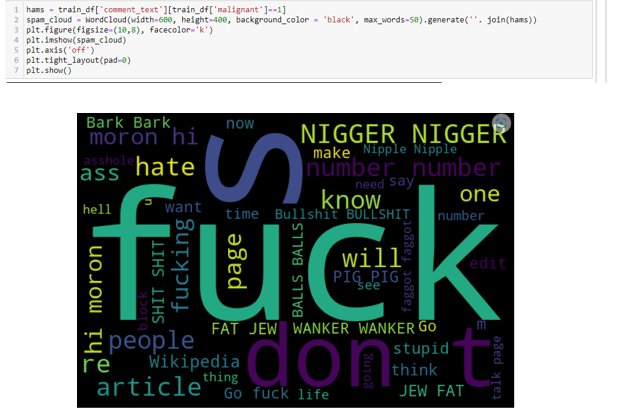 1 hams = train_df['comment_text'][train_df['malignant']==1]
2 spam_cloud = WordCloud(width=600, height=400, background_color = 'black', max_words=50).generate(''. join(hams))
3 plt.figure(figsize=(10,8), facecolor='k')
4 plt.imshow(spam_cloud)
5 plt.axis('off')
6 plt.tight_layout(pad=0)
7 plt.show()
Bark Bark
now
moron hi
S
NIGGER NIGGER
make
Nipple Nipple
asshole
ass
hate
number number
need
say
know
one
hell
u
want
time
Bullshit BULLSHIT
number
fuck
hi moron
SHIT SHIT
fucking
page
BALLS BALLS
will
faggot faggot
PIG PIG
see
edit
block
FAT JEW
WANKER WANKER
Go
m
people
don t
re
Wikipedia
stupid
talk page
thing
going
think
article
Go fuck
life
JEW FAT